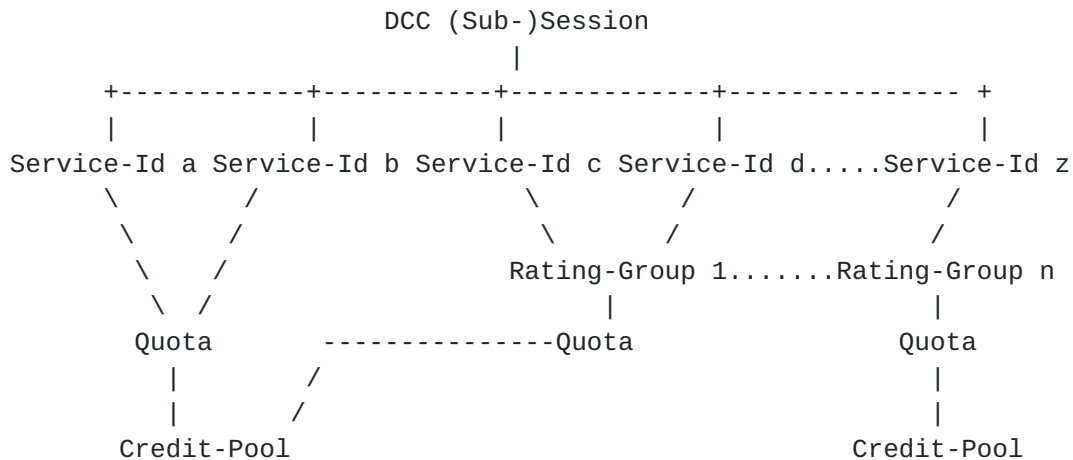 DCC (Sub-)Session
|
+------------+-----------+-------------+--------------- +
| | | | |
Service-Id a Service-Id b Service-Id c Service-Id d.....Service-Id z
\ / \ / /
\ / \ / /
\ / Rating-Group 1.......Rating-Group n
\ / | |
Quota ---------------Quota Quota
| / |
| / |
Credit-Pool Credit-Pool